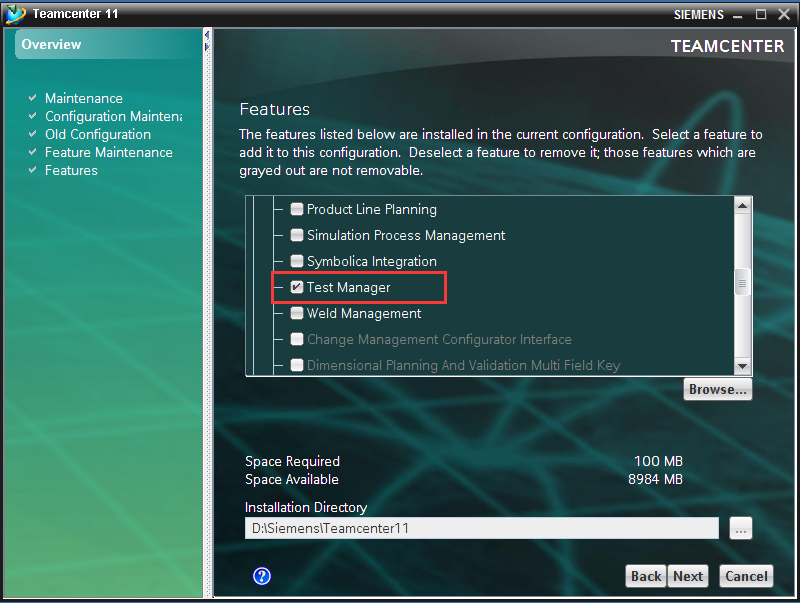 Teamcenter 11
SIEMENS
Overview
TEAMCENTER
Maintenance
Configuration Maintena
Old Configuration
Feature Maintenance
Features
Features
The features listed below are installed in the current configuration. Select a feature to
add it to this configuration. Deselect a feature to remove it; those features which are
grayed out are not removable.
Product Line Planning
Simulation Process Management
Symbolica Integration
Test Manager
Weld Management
Change Management Configurator Interface
Dimensional Planning And Validation Multi Field Key
Browse...
Space Required 100 MB
Space Available 8984 MB
Installation Directory
D:\Siemens\Teamcenter11
...
?
Back Next Cancel